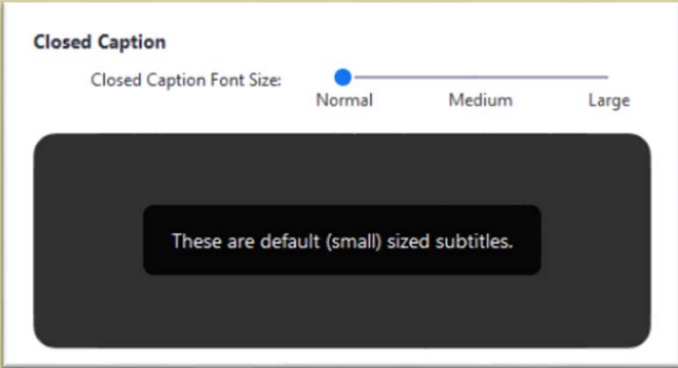 Closed Caption
Closed Caption Font Size:
Normal Medium Large
These are default (small) sized subtitles.